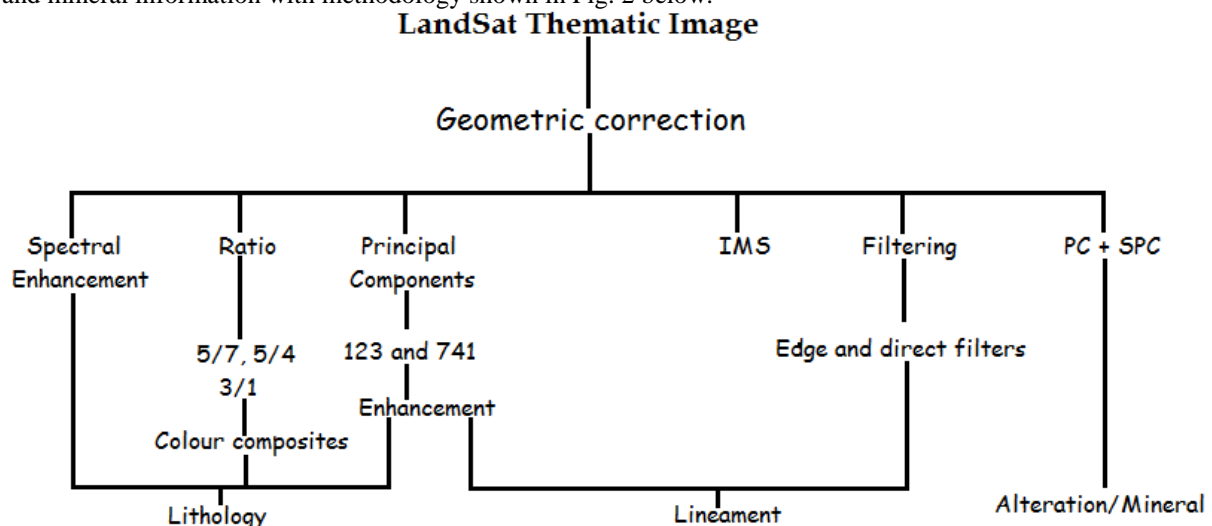 and mineral information with methodology shown in Fig. 2 below.
LandSat Thematic Image
Geometric correction
Spectral
Enhancement
Ratio
Principal
Components
IMS
Filtering
PC + SPC
5/7, 5/4
3/1
123 and 741
Edge and direct filters
Enhancement
Colour composites
Lithology
Lineament
Alteration/Mineral